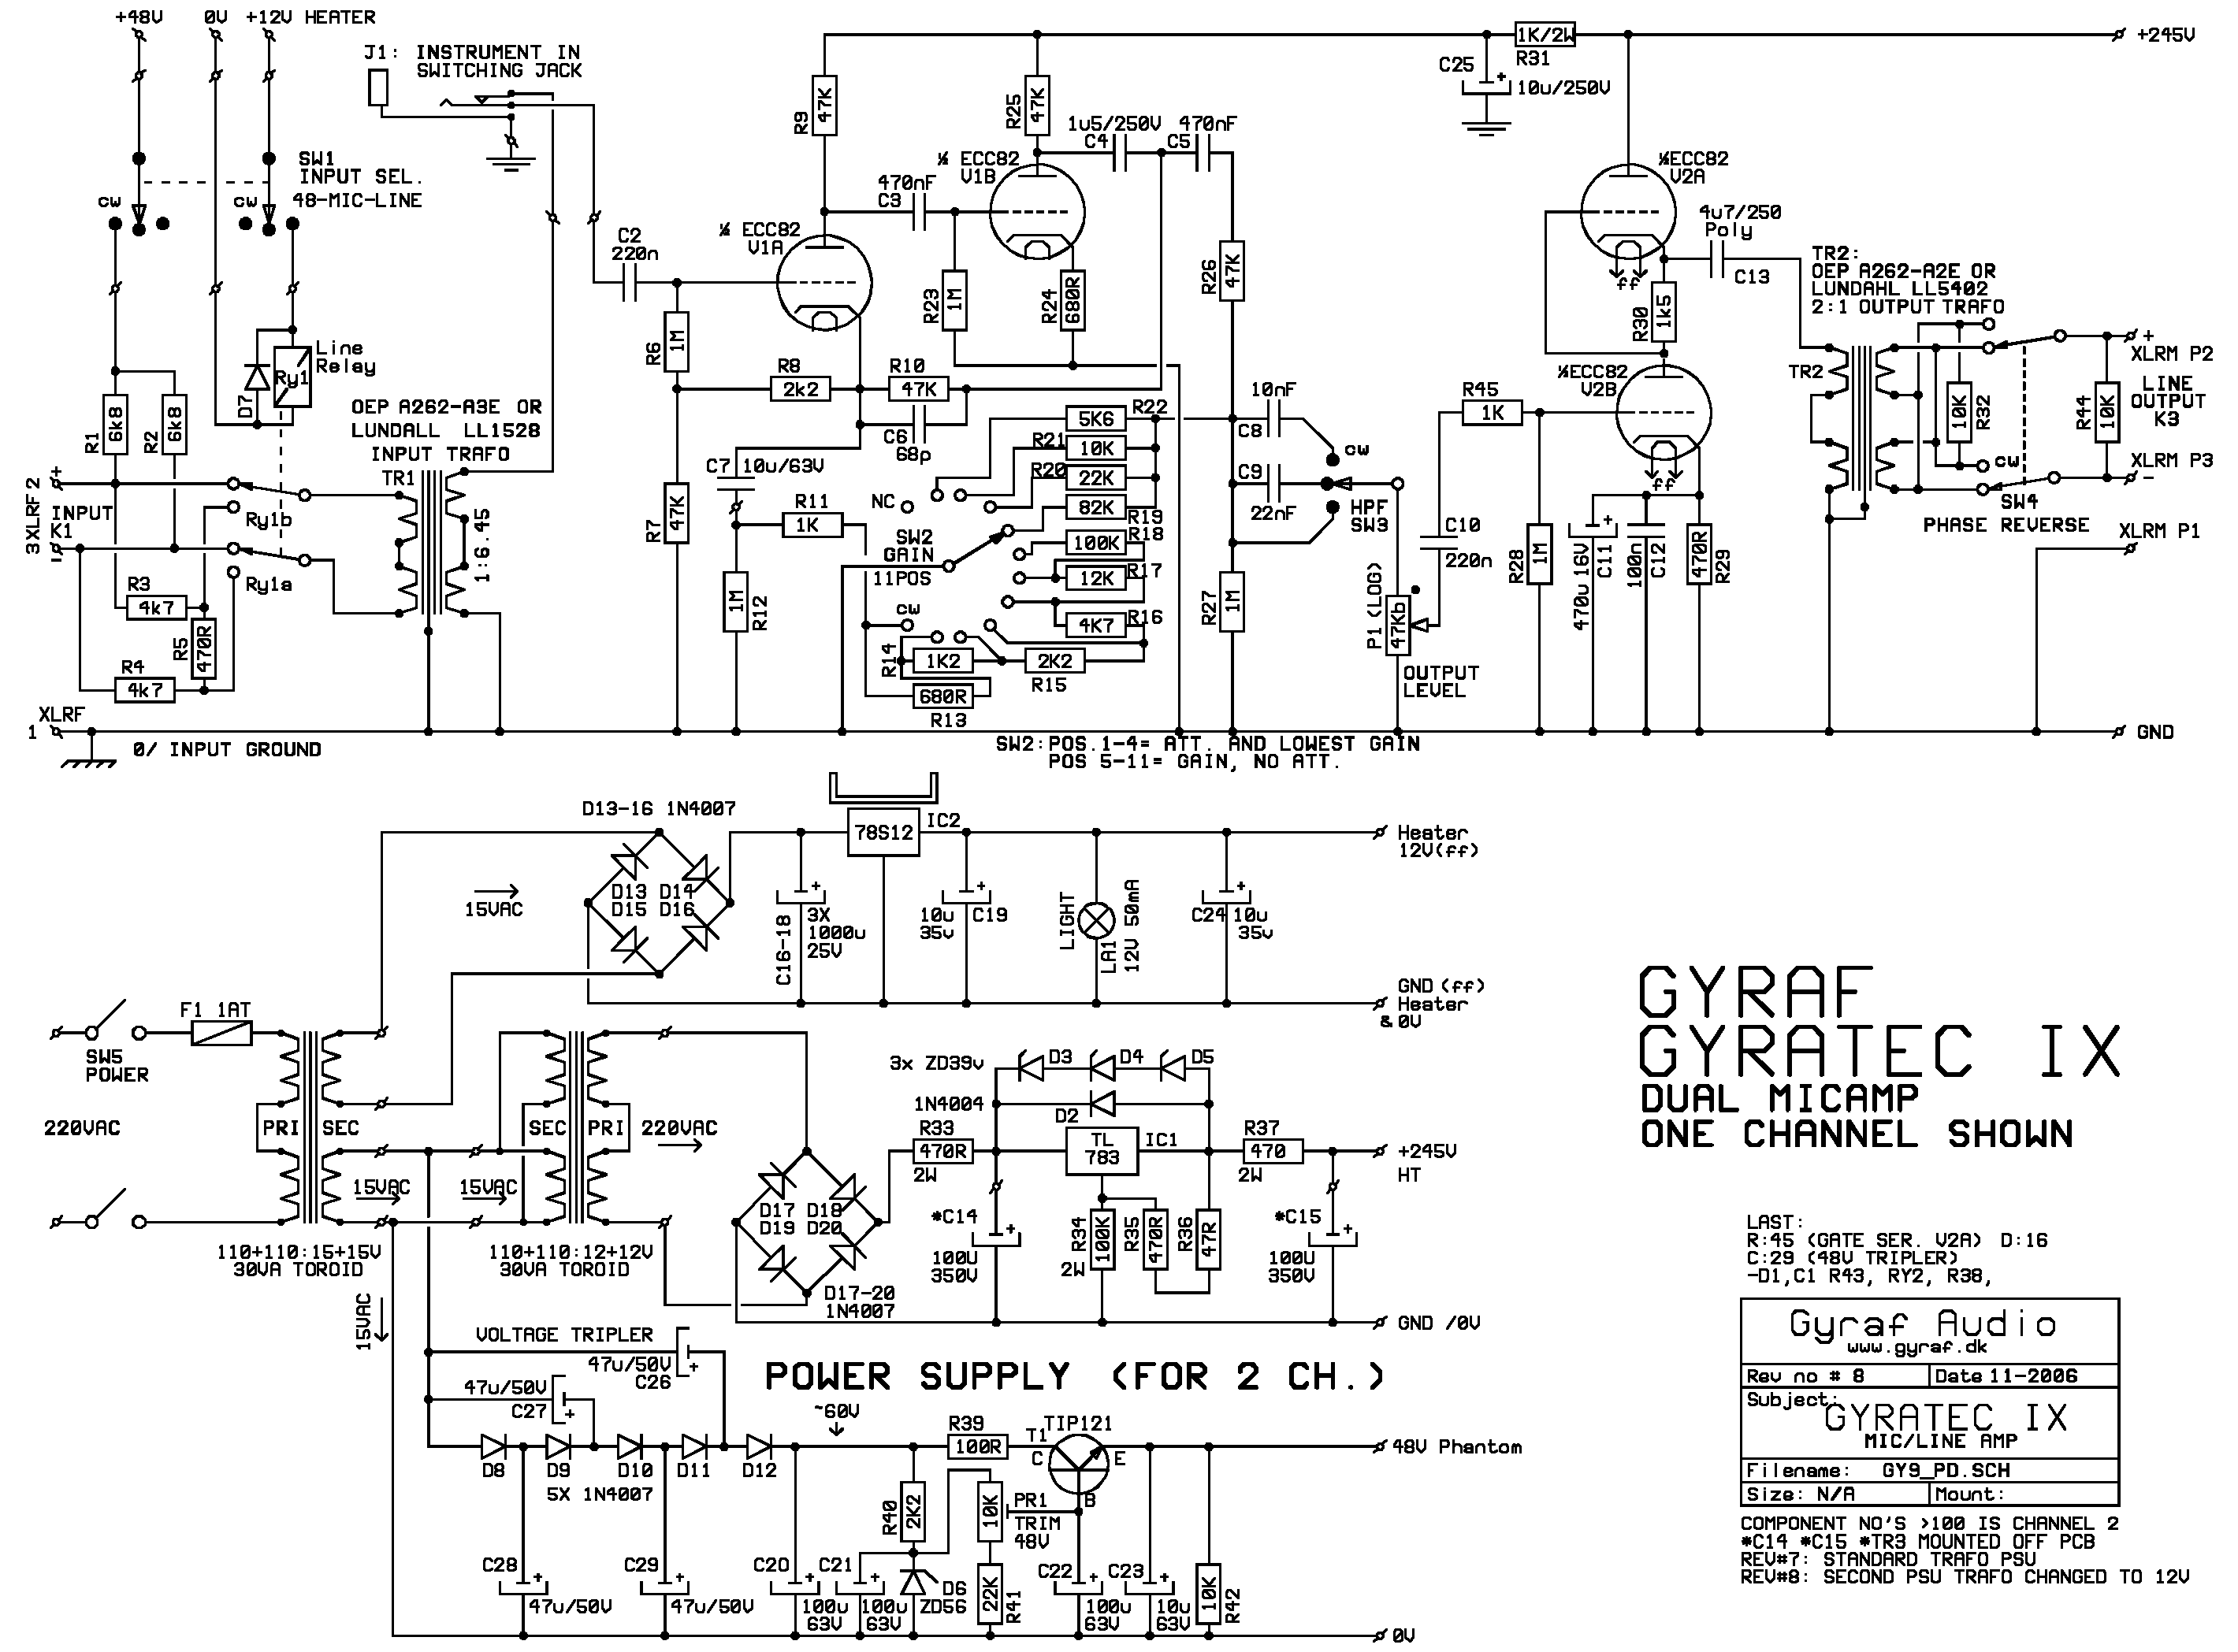 +48V 0V +12V HEATER
J1: INSTRUMENT IN
SWITCHING JACK
1K/2W
R31
+245V
C25
+
10u/250V
R9
47K
R25
47K
1u5/250V
C4
470nF
C5
SW1
INPUT SEL.
48-MIC-LINE
cw
cw
½ ECC82
V1B
470nF
C3
½ECC82
V2A
½ ECC82
V1A
C2
220n
4u7/250
Poly
C13
ff
TR2:
OEP A262-A2E OR
LUNDAHL LL5402
2:1 OUTPUT TRAFO
R23
1M
R24
680R
R26
47K
R30
1k5
R6
1M
Line
Relay
Ry1
D7
R8
2k2
R10
47K
C6
68p
10nF
C8
cw
½ECC82
V2B
ff
R45
1K
TR2
+
XLRM P2
LINE
OUTPUT
K3
XLRM P3
-
R32
10K
R44
10K
cw
SW4
PHASE REVERSE
XLRM P1
R1
6k8
R2
6k8
OEP A262-A3E OR
LUNDALL LL1528
INPUT TRAFO
TR1
1:6.45
3XLRF2
+
INPUT
K1
-
Ry1b
Ry1a
R3
4k7
R5
470R
R4
4k7
C7 10u/63V
R7
47K
R11
1K
R12
1M
NC
SW2
GAIN
11POS
cw
5K6
R22
R21
10K
R20
22K
82K
R19
100K
R18
12K
R17
4K7
R16
R14
1K2
2K2
R15
680R
R13
C9
22nF
HPF
SW3
R27
1M
P1 (LOG)
47Kb
OUTPUT
LEVEL
C10
220n
R28
1M
470u 16V
+
C11
100n
C12
470R
R29
XLRF
1
0/ INPUT GROUND
GND
SW2:POS.1-4= ATT. AND LOWEST GAIN
POS 5-11= GAIN, NO ATT.
D13-16 1N4007
78S12
IC2
Heater
12V(ff)
D13 D14
D15 D16
15VAC
C16-18
+
3X
1000u
25V
+
10u
35v
C19
LIGHT
LA1
12V 50mA
+
C24 10u
35v
GND (ff)
Heater
& 0V
GYRAF
GYRATEC IX
DUAL MICAMP
ONE CHANNEL SHOWN
F1 1AT
SW5
POWER
220VAC
PRI SEC
SEC PRI
220VAC
15VAC
15VAC
110+110:15+15V
30VA TOROID
110+110:12+12V
30VA TOROID
15VAC
3x ZD39v
D3
D4
D5
1N4004
D2
R33
470R
2W
TL
783
IC1
R37
470
2W
+245V
HT
D17 D18
D19 D20
D17-20
1N4007
*C14
+
100U
350V
R34
100K
2W
R35
470R
R36
47R
*C15
+
100U
350V
GND /0V
LAST:
R:45 (GATE SER. V2A) D:16
C:29 (48V TRIPLER)
-D1,C1 R43, RY2, R38,
VOLTAGE TRIPLER
47u/50V
C26
+
47u/50V
C27
+
POWER SUPPLY (FOR 2 CH.)
~60V
D8
D9
D10
D11
D12
5X 1N4007
R39
100R
T1
TIP121
C
E
B
48V Phantom
R40
2K2
10K
PR1
TRIM
48V
C28
+
47u/50V
C29
+
47u/50V
C20
+
100u
63V
C21
+
100u
63V
D6
ZD56
22K
R41
C22
+
100u
63V
C23
+
10u
63V
10K
R42
0V
Gyraf Audio
www.gyraf.dk
Rev no # 8
Date 11-2006
Subject:
GYRATEC IX
MIC/LINE AMP
Filename: GY9_PD.SCH
Size: N/A
Mount:
COMPONENT NO'S >100 IS CHANNEL 2
*C14 *C15 *TR3 MOUNTED OFF PCB
REV#7: STANDARD TRAFO PSU
REV#8: SECOND PSU TRAFO CHANGED TO 12V